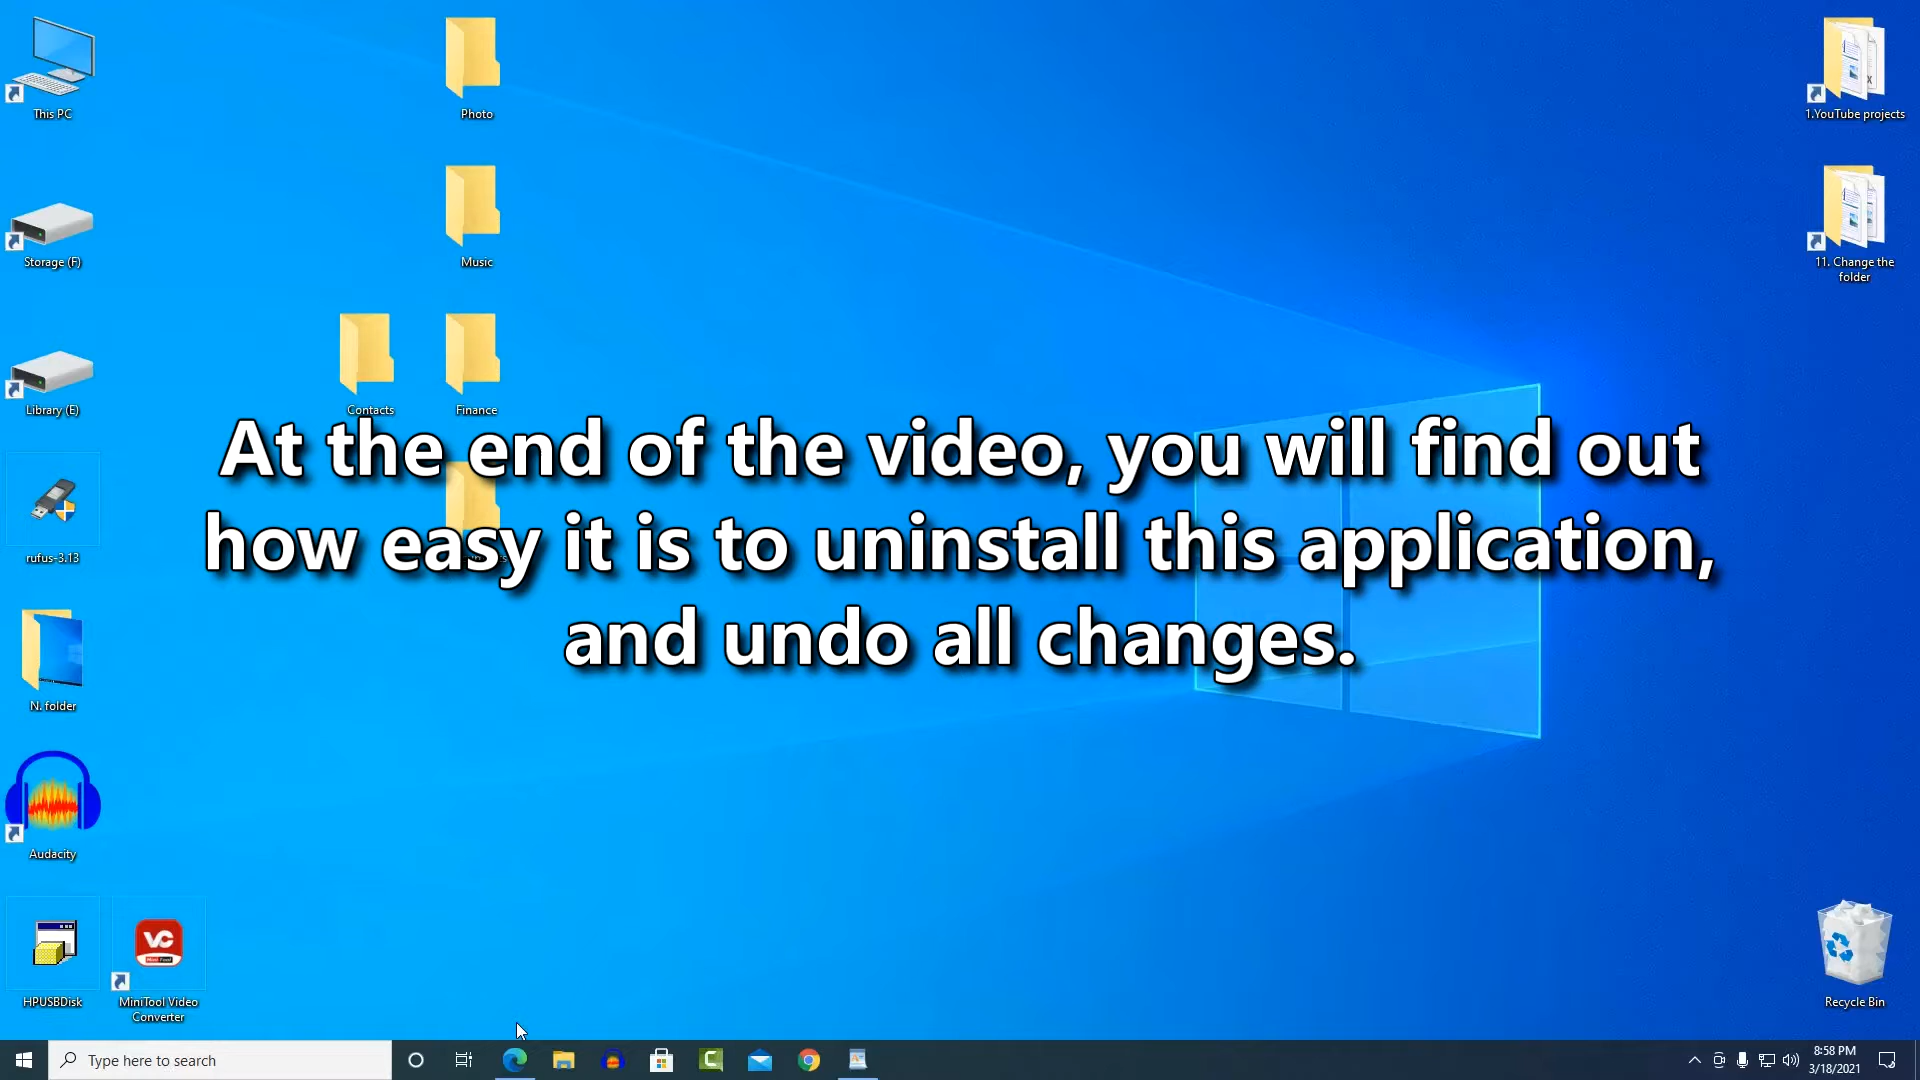 This PC
Photo
1.YouTube projects
Storage (F)
Music
11. Change the
folder
Library (E)
Contacts
Finance
At the end of the video, you will find out
how easy it is to uninstall this application,
and undo all changes.
rufus-3.13
N. folder
Audacity
HPUSBDisk
VC
MiniTool Video
Converter
Recycle Bin
Type here to search
8:58 PM
3/18/2021